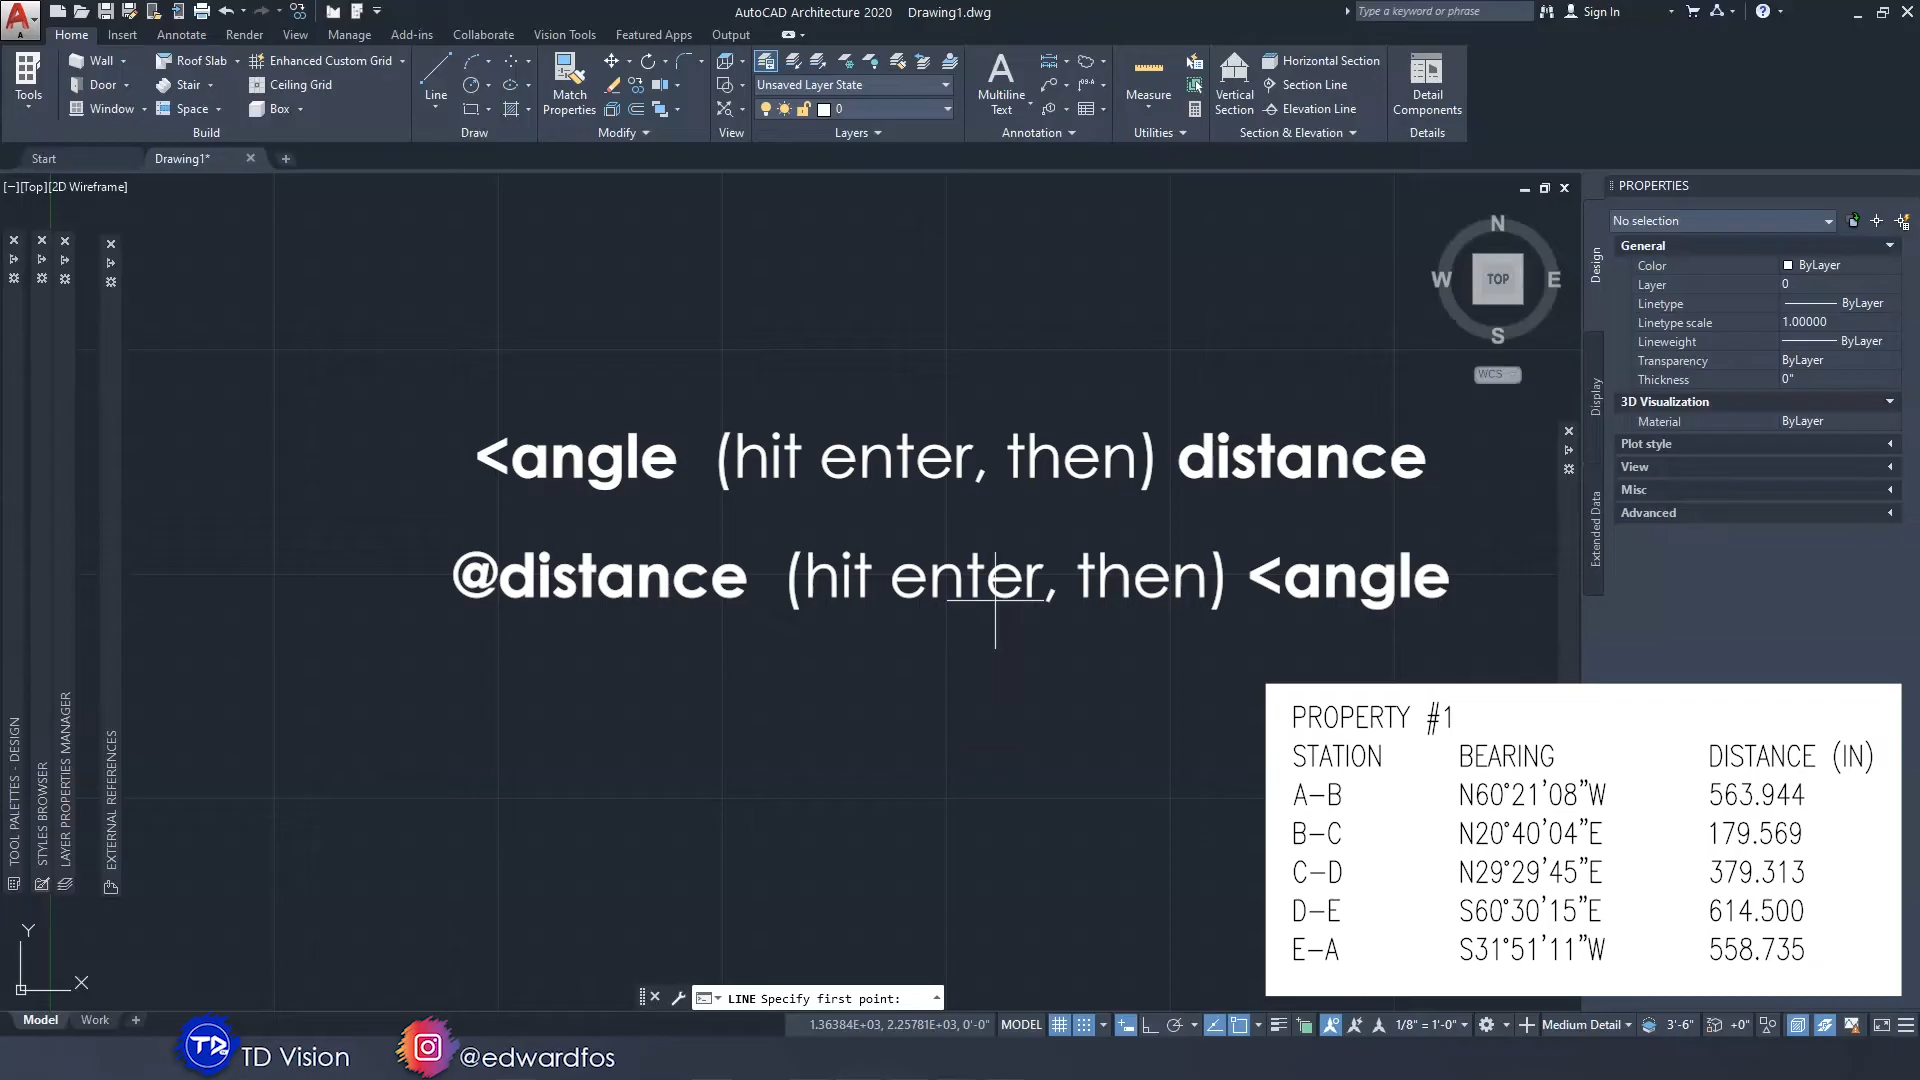 AutoCAD Architecture 2020 Drawing1.dwg
Type a keyword or phrase
Sign In
Home Insert Annotate Render View Manage Add-ins Collaborate Vision Tools Featured Apps Output
Tools
Wall
Door
Window
Roof Slab
Stair
Space
Enhanced Custom Grid
Ceiling Grid
Box
Build
Line
Draw
Match Properties
Modify
View
Unsaved Layer State
0
Layers
Multiline Text
Annotation
Measure
Utilities
Vertical Section
Horizontal Section
Section Line
Elevation Line
Section & Elevation
Detail Components
Details
Start
Drawing1*
[−][Top][2D Wireframe]
N
W TOP E
S
WCS
<angle (hit enter, then) distance
@distance (hit enter, then) <angle
PROPERTIES
No selection
General
Color ByLayer
Layer 0
Linetype ByLayer
Linetype scale 1.00000
Lineweight ByLayer
Transparency ByLayer
Thickness 0"
3D Visualization
Material ByLayer
Plot style
View
Misc
Advanced
Design
Display
Extended Data
TOOL PALETTES - DESIGN
STYLES BROWSER
LAYER PROPERTIES MANAGER
EXTERNAL REFERENCES
PROPERTY #1
STATION BEARING DISTANCE (IN)
A-B N60°21'08"W 563.944
B-C N20°40'04"E 179.569
C-D N29°29'45"E 379.313
D-E S60°30'15"E 614.500
E-A S31°51'11"W 558.735
Y
X
LINE Specify first point:
Model Work
1.36384E+03, 2.25781E+03, 0'-0" MODEL
1/8" = 1'-0"
Medium Detail
3'-6"
+0"
TD Vision
@edwardfos